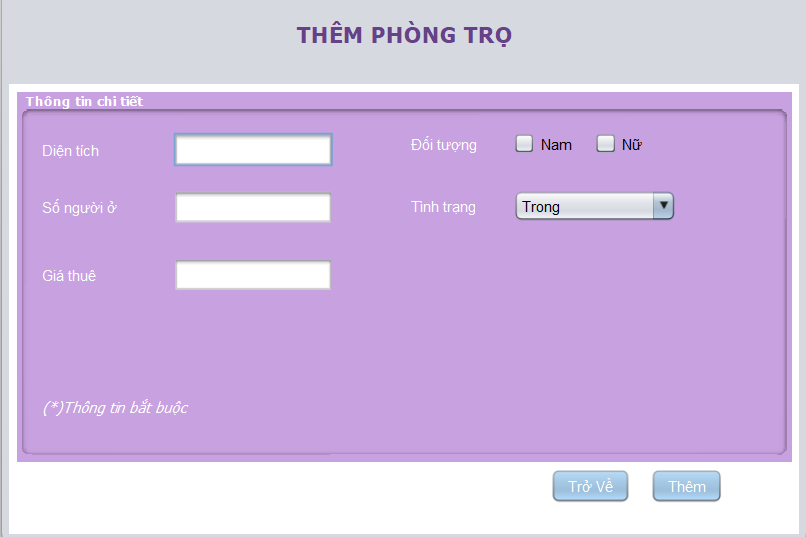 THÊM PHÒNG TRỌ
Thông tin chi tiết
Diện tích
Đối tượng
Nam
Nữ
Số người ở
Tình trạng
Trong
Giá thuê
(*)Thông tin bắt buộc
Trở Về
Thêm